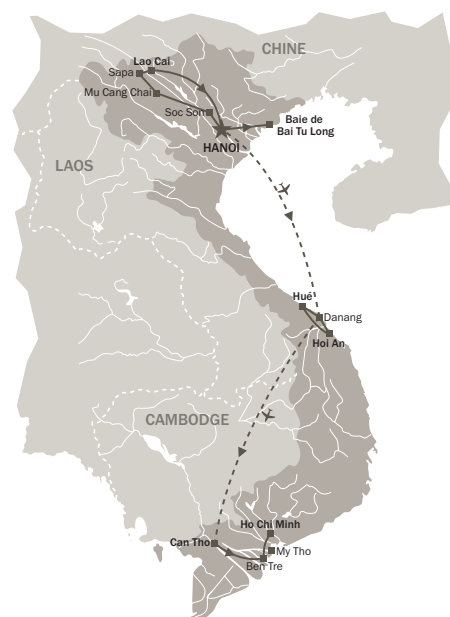 CHINE
Lao Cai
Sapa
Mu Cang Chai
Soc Son
Baie de
Bai Tu Long
HANOI
LAOS
Hué
Danang
Hoi An
CAMBODGE
Ho Chi Minh
Can Tho
My Tho
Ben Tre